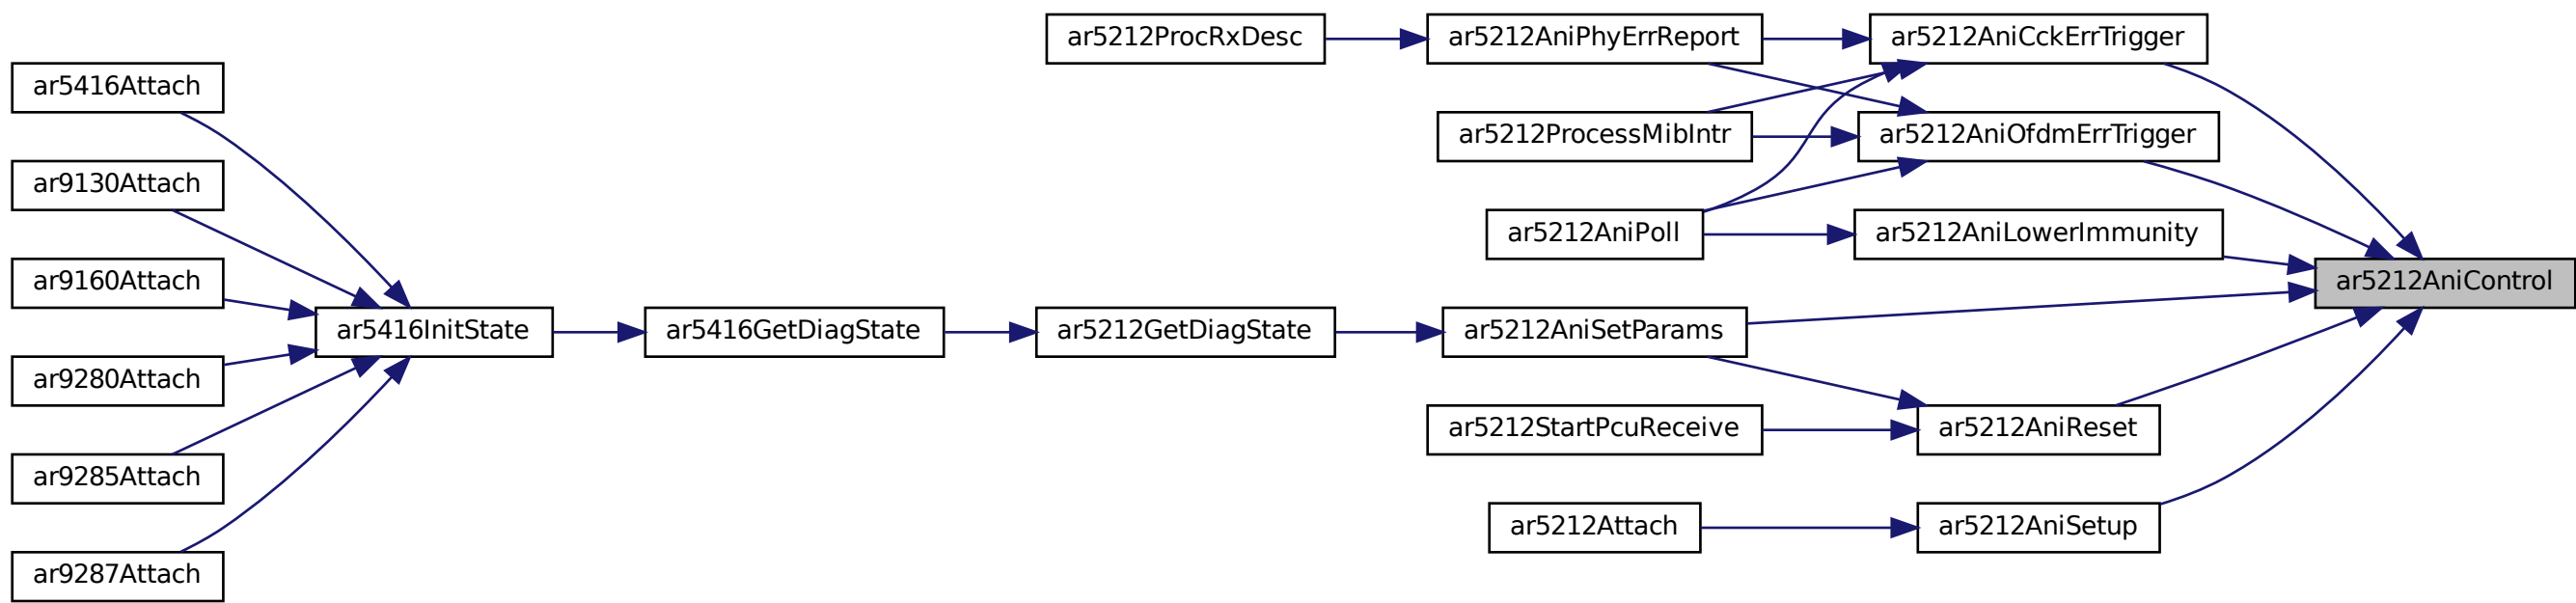 ar5212ProcRxDesc
ar5212AniPhyErrReport
ar5212AniCckErrTrigger
ar5416Attach
ar5212ProcessMibIntr
ar5212AniOfdmErrTrigger
ar9130Attach
ar5212AniPoll
ar5212AniLowerImmunity
ar9160Attach
ar5212AniControl
ar5416InitState
ar5416GetDiagState
ar5212GetDiagState
ar5212AniSetParams
ar9280Attach
ar5212StartPcuReceive
ar5212AniReset
ar9285Attach
ar5212Attach
ar5212AniSetup
ar9287Attach